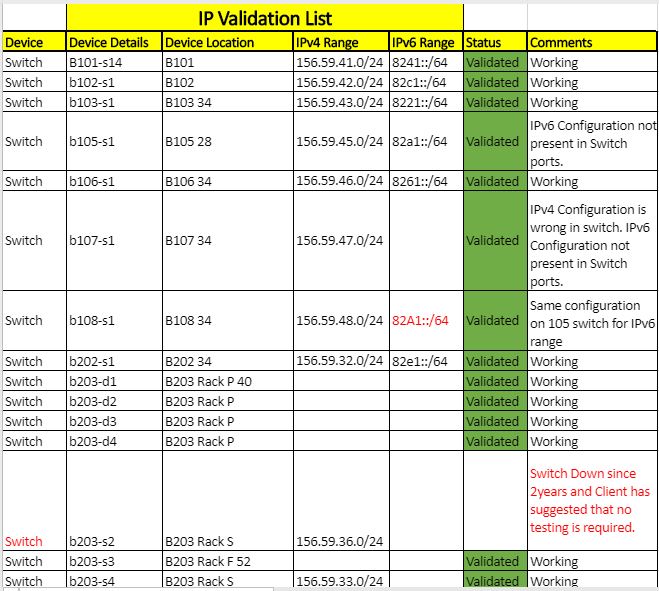 IP Validation List
Device Device Details Device Location IPv4 Range IPv6 Range Status Comments
Switch B101-s14 B101 156.59.41.0/24 8241::/64 Validated Working
Switch b102-s1 B102 156.59.42.0/24 82c1::/64 Validated Working
Switch b103-s1 B103 34 156.59.43.0/24 8221::/64 Validated Working
Switch b105-s1 B105 28 156.59.45.0/24 82a1::/64 Validated IPv6 Configuration not
present in Switch
ports.
Switch b106-s1 B106 34 156.59.46.0/24 8261::/64 Validated Working
Switch b107-s1 B107 34 156.59.47.0/24 Validated IPv4 Configuration is
wrong in switch. IPv6
Configuration not
present in Switch
ports.
Switch b108-s1 B108 34 156.59.48.0/24 82A1::/64 Validated Same configuration
on 105 switch for IPv6
range
Switch b202-s1 B202 34 156.59.32.0/24 82e1::/64 Validated Working
Switch b203-d1 B203 Rack P 40 Validated Working
Switch b203-d2 B203 Rack P Validated Working
Switch b203-d3 B203 Rack P Validated Working
Switch b203-d4 B203 Rack P Validated Working
Switch b203-s2 B203 Rack S 156.59.36.0/24 Switch Down since
2years and Client has
suggested that no
testing is required.
Switch b203-s3 B203 Rack F 52 Validated Working
Switch b203-s4 B203 Rack S 156.59.33.0/24 Validated Working